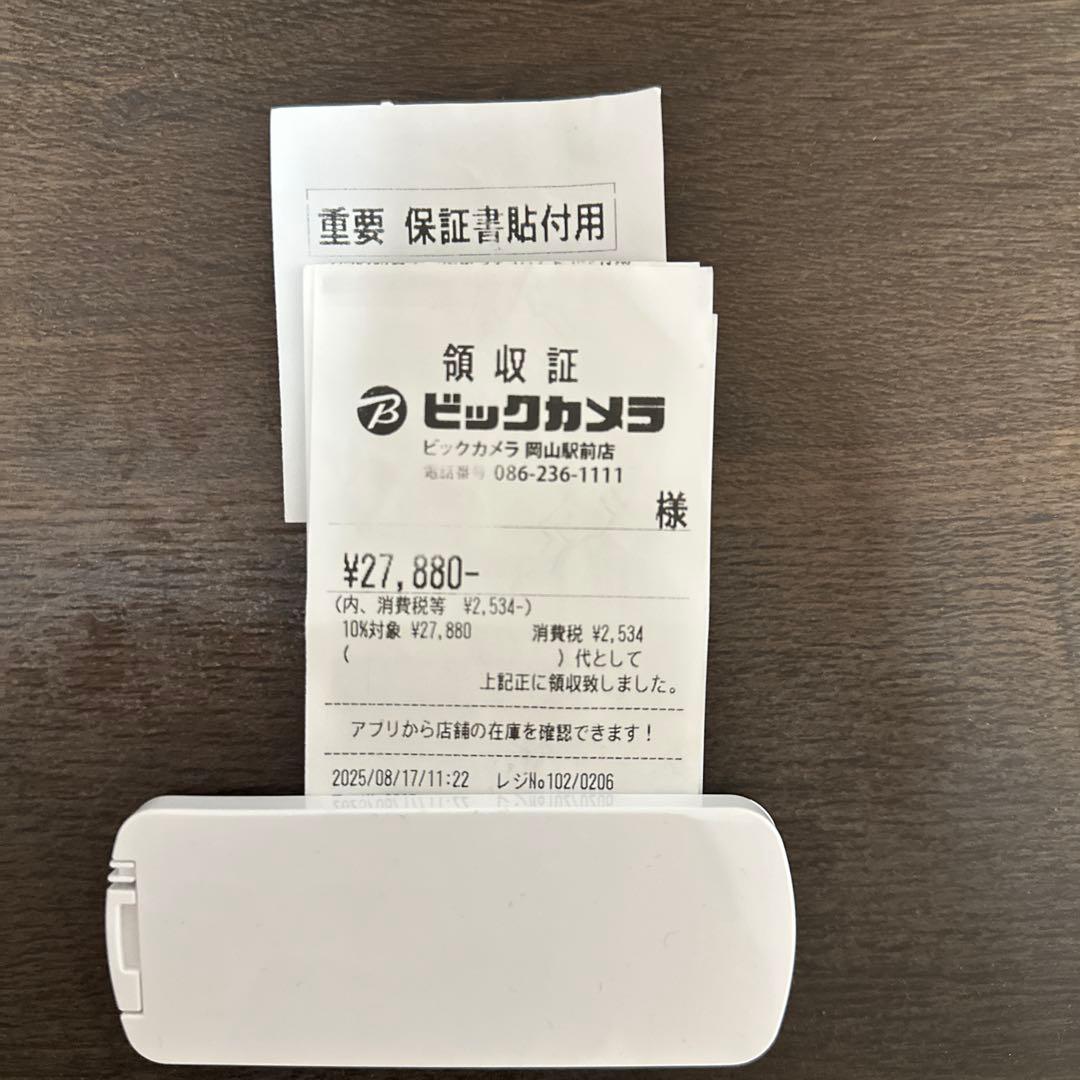 重要 保証書貼付用
領収証
B ビックカメラ
ビックカメラ 岡山駅前店
電話番号 086-236-1111
様
¥27,880-
(内、消費税等 ¥2,534-)
10%対象 ¥27,880 消費税 ¥2,534
( )代として
上記正に領収致しました。
アプリから店舗の在庫を確認できます!
2025/08/17/11:22 レジNo102/0206